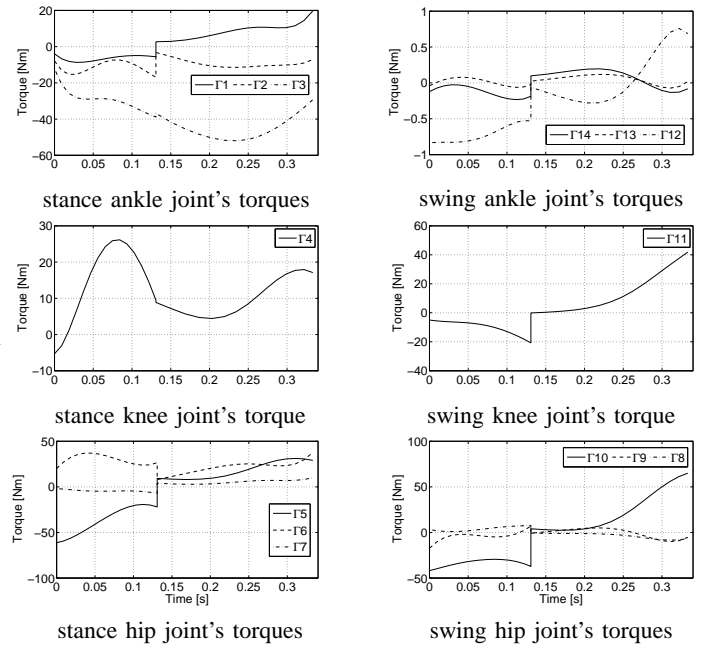 20
0
−20
−40
−60
Torque [Nm]
Γ1 Γ2 Γ3
0 0.05 0.1 0.15 0.2 0.25 0.3
stance ankle joint's torques
1
0.5
0
−0.5
−1
Torque [Nm]
Γ14 Γ13 Γ12
0 0.05 0.1 0.15 0.2 0.25 0.3
swing ankle joint's torques
30
20
10
0
−10
Torque [Nm]
Γ4
0 0.05 0.1 0.15 0.2 0.25 0.3
stance knee joint's torque
60
40
20
0
−20
−40
Torque [Nm]
Γ11
0 0.05 0.1 0.15 0.2 0.25 0.3
swing knee joint's torque
50
0
−50
−100
Torque [Nm]
Γ5
Γ6
Γ7
0 0.05 0.1 0.15 0.2 0.25 0.3
Time [s]
stance hip joint's torques
100
50
0
50
Torque [Nm]
Γ10 Γ9 Γ8
0 0.05 0.1 0.15 0.2 0.25 0.3
Time [s]
swing hip joint's torques